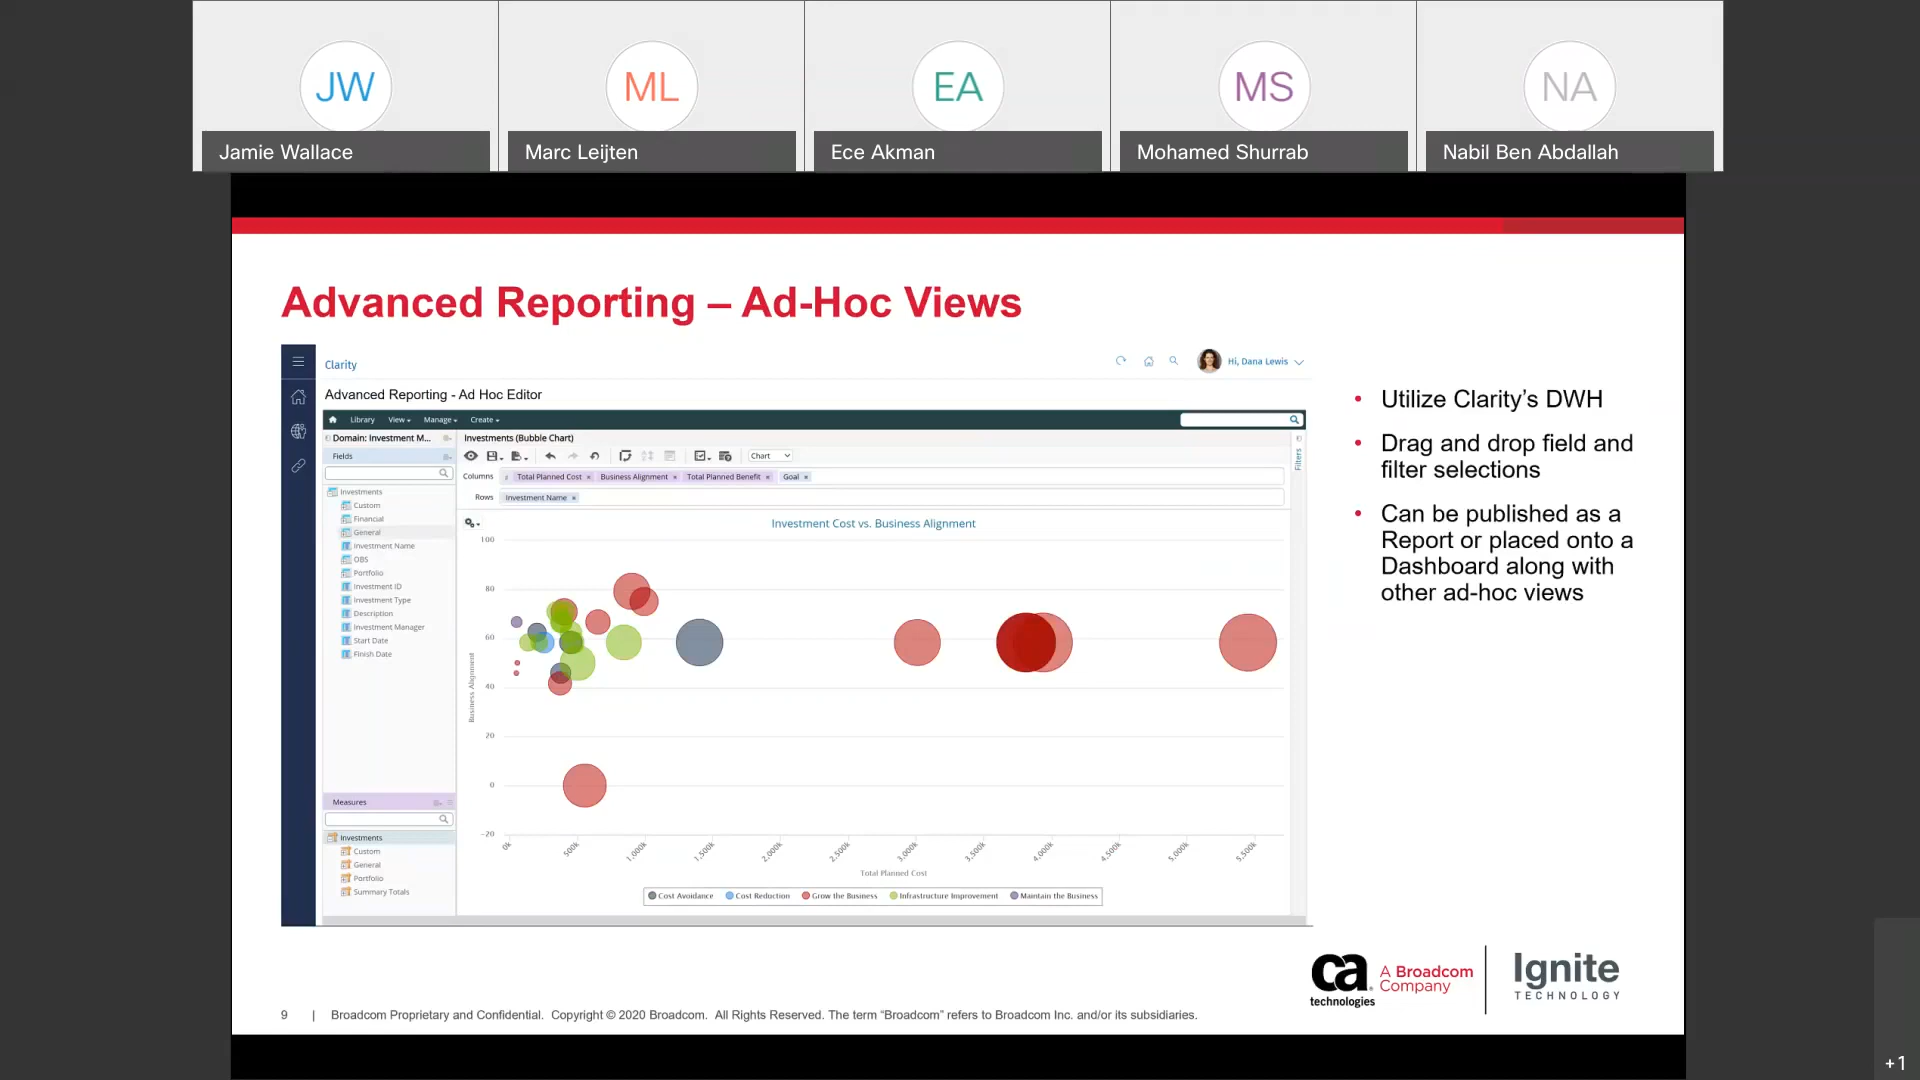 JW
ML
EA
MS
NA
Jamie Wallace
Marc Leijten
Ece Akman
Mohamed Shurrab
Nabil Ben Abdallah
Advanced Reporting – Ad-Hoc Views
Clarity
Hi, Dana Lewis
Advanced Reporting - Ad Hoc Editor
Library View Manage Create
Domain: Investment M...
Investments (Bubble Chart)
Fields
Chart
Filters
Columns Total Planned Cost × Business Alignment × Total Planned Benefit × Goal ×
Rows Investment Name ×
Investments
Custom
Financial
General
Investment Name
OBS
Portfolio
Investment ID
Investment Type
Description
Investment Manager
Start Date
Finish Date
Measures
Investments
Custom
General
Portfolio
Summary Totals
Investment Cost vs. Business Alignment
100
80
60
40
20
0
-20
Business Alignment
0k 500k 1,000k 1,500k 2,000k 2,500k 3,000k 3,500k 4,000k 4,500k 5,000k 5,500k
Total Planned Cost
Cost Avoidance Cost Reduction Grow the Business Infrastructure Improvement Maintain the Business
• Utilize Clarity’s DWH
• Drag and drop field and
filter selections
• Can be published as a
Report or placed onto a
Dashboard along with
other ad-hoc views
ca
technologies
A Broadcom
Company
Ignite
TECHNOLOGY
9 | Broadcom Proprietary and Confidential. Copyright © 2020 Broadcom. All Rights Reserved. The term “Broadcom” refers to Broadcom Inc. and/or its subsidiaries.
+1